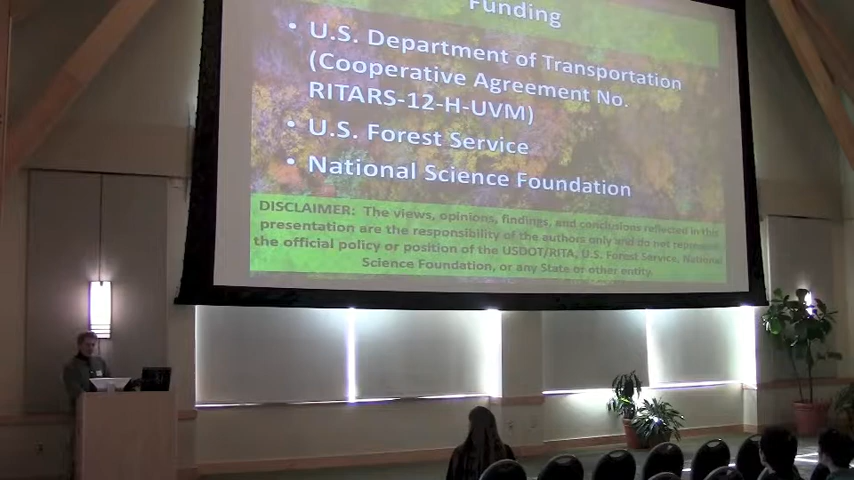 Funding
• U.S. Department of Transportation
(Cooperative Agreement No.
RITARS-12-H-UVM)
• U.S. Forest Service
• National Science Foundation
DISCLAIMER: The views, opinions, findings, and conclusions reflected in this
presentation are the responsibility of the authors only and do not represent
the official policy or position of the USDOT/RITA, U.S. Forest Service, National
Science Foundation, or any State or other entity.